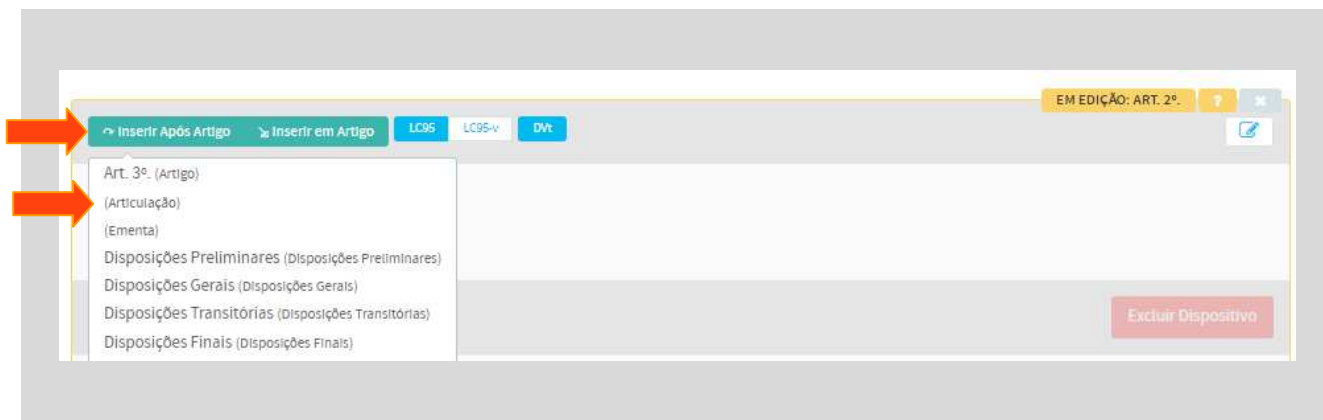 EM EDIÇÃO: ART. 2º. ?
Inserir Após Artigo Inserir em Artigo LC95 LC95-v DVt
Art. 3º. (Artigo)
(Articulação)
(Ementa)
Disposições Preliminares (Disposições Preliminares)
Disposições Gerais (Disposições Gerais)
Disposições Transitórias (Disposições Transitórias)
Excluir Dispositivo
Disposições Finais (Disposições Finais)